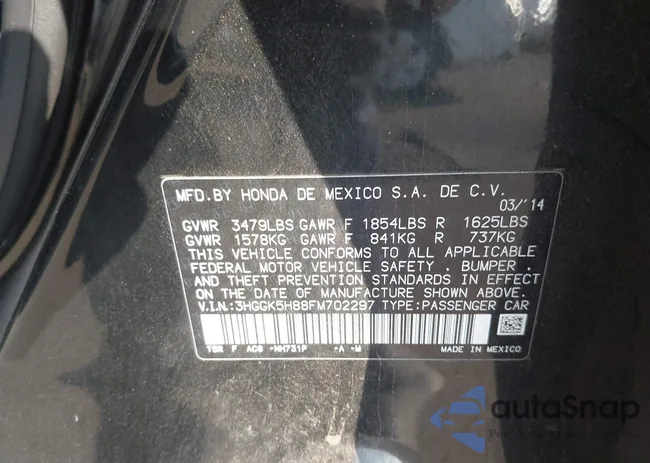 MFD.BY HONDA DE MEXICO S.A. DE C.V.
03/'14
GVWR 3479LBS GAWR F 1854LBS R 1625LBS
GVWR 1578KG GAWR F 841KG R 737KG
THIS VEHICLE CONFORMS TO ALL APPLICABLE
FEDERAL MOTOR VEHICLE SAFETY , BUMPER ,
AND THEFT PREVENTION STANDARDS IN EFFECT
ON THE DATE OF MANUFACTURE SHOWN ABOVE.
V.I.N.:3HGGK5H88FM702297 TYPE:PASSENGER CAR
F AC8 -NH731P -A -M MADE IN MEXICO
autoSnap